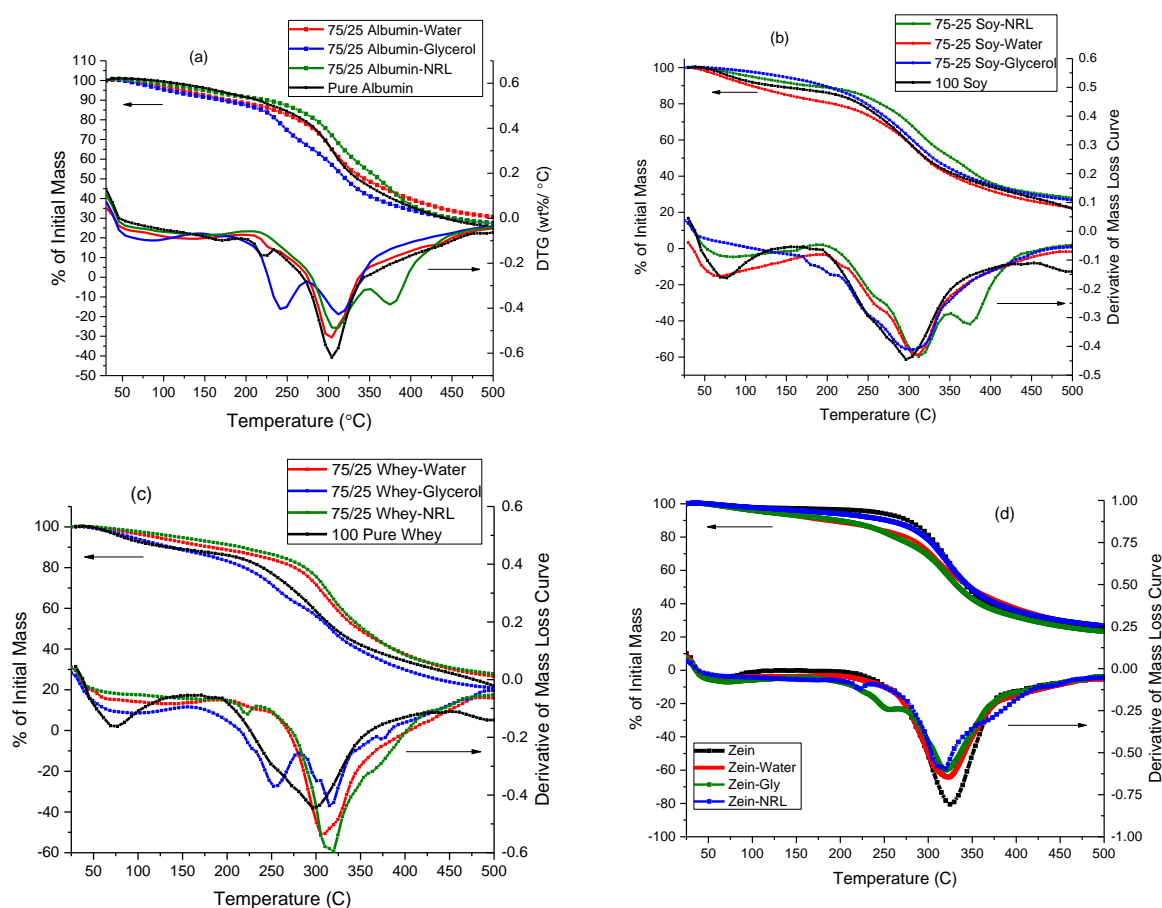 (a)
75/25 Albumin-Water
75/25 Albumin-Glycerol
75/25 Albumin-NRL
Pure Albumin
110
100
90
80
70
60
50
40
30
20
10
0
-10
-20
-30
-40
-50
% of Initial Mass
0.6
0.4
0.2
0.0
-0.2
-0.4
-0.6
DTG (wt%/ °C)
50 100 150 200 250 300 350 400 450 500
Temperature (°C)
(b)
75-25 Soy-NRL
75-25 Soy-Water
75-25 Soy-Glycerol
100 Soy
100
80
60
40
20
0
-20
-40
-60
% of Initial Mass
0.6
0.5
0.4
0.3
0.2
0.1
0.0
-0.1
-0.2
-0.3
-0.4
-0.5
Derivative of Mass Loss Curve
50 100 150 200 250 300 350 400 450 500
Temperature (C)
(c)
75/25 Whey-Water
75/25 Whey-Glycerol
75/25 Whey-NRL
100 Pure Whey
100
80
60
40
20
0
-20
-40
-60
% of Initial Mass
0.6
0.4
0.2
0.0
-0.2
-0.4
-0.6
Derivative of Mass Loss Curve
50 100 150 200 250 300 350 400 450 500
Temperature (C)
(d)
100
80
60
40
20
0
-20
-40
-60
-80
-100
% of Initial Mass
Zein
Zein-Water
Zein-Gly
Zein-NRL
1.00
0.75
0.50
0.25
0.00
-0.25
-0.50
-0.75
-1.00
Derivative of Mass Loss Curve
50 100 150 200 250 300 350 400 450 500
Temperature (C)